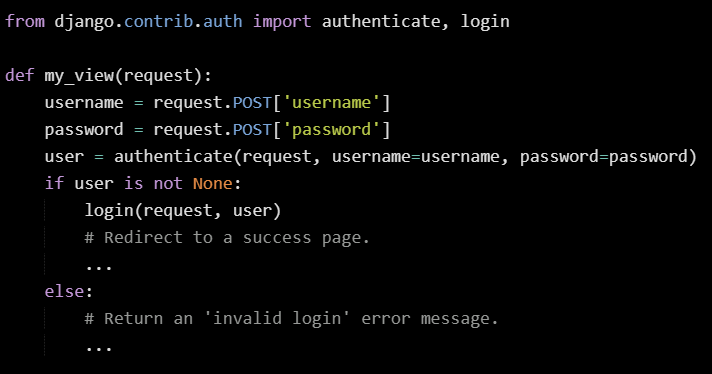 from django.contrib.auth import authenticate, login

def my_view(request):
    username = request.POST['username']
    password = request.POST['password']
    user = authenticate(request, username=username, password=password)
    if user is not None:
        login(request, user)
        # Redirect to a success page.
        ...
    else:
        # Return an 'invalid login' error message.
        ...